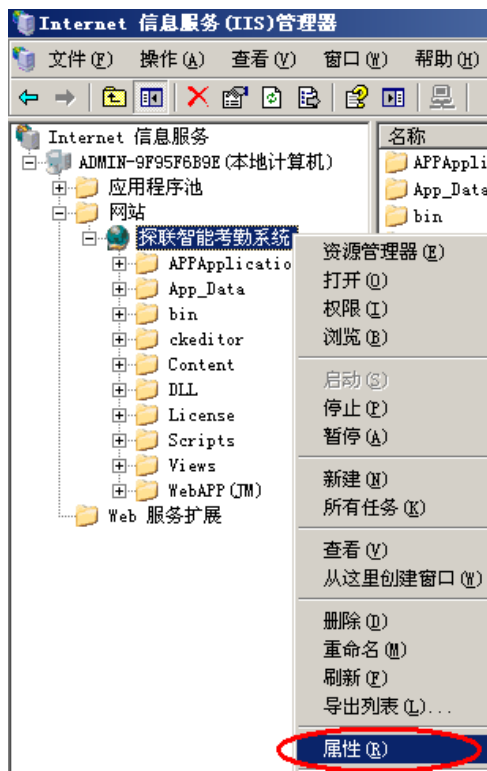 Internet 信息服务(IIS)管理器
文件(F) 操作(A) 查看(V) 窗口(W) 帮助(H)
Internet 信息服务
ADMIN-9F95F6B9E(本地计算机)
应用程序池
网站
探联智能考勤系统
APPApplicatio
App_Data
bin
ckeditor
Content
DLL
License
Scripts
Views
WebAPP(JM)
Web 服务扩展
名称
APPAppli
App_Data
bin
资源管理器(E)
打开(O)
权限(I)
浏览(B)
启动(S)
停止(P)
暂停(A)
新建(N)
所有任务(K)
查看(V)
从这里创建窗口(W)
删除(D)
重命名(M)
刷新(F)
导出列表(L)...
属性(R)